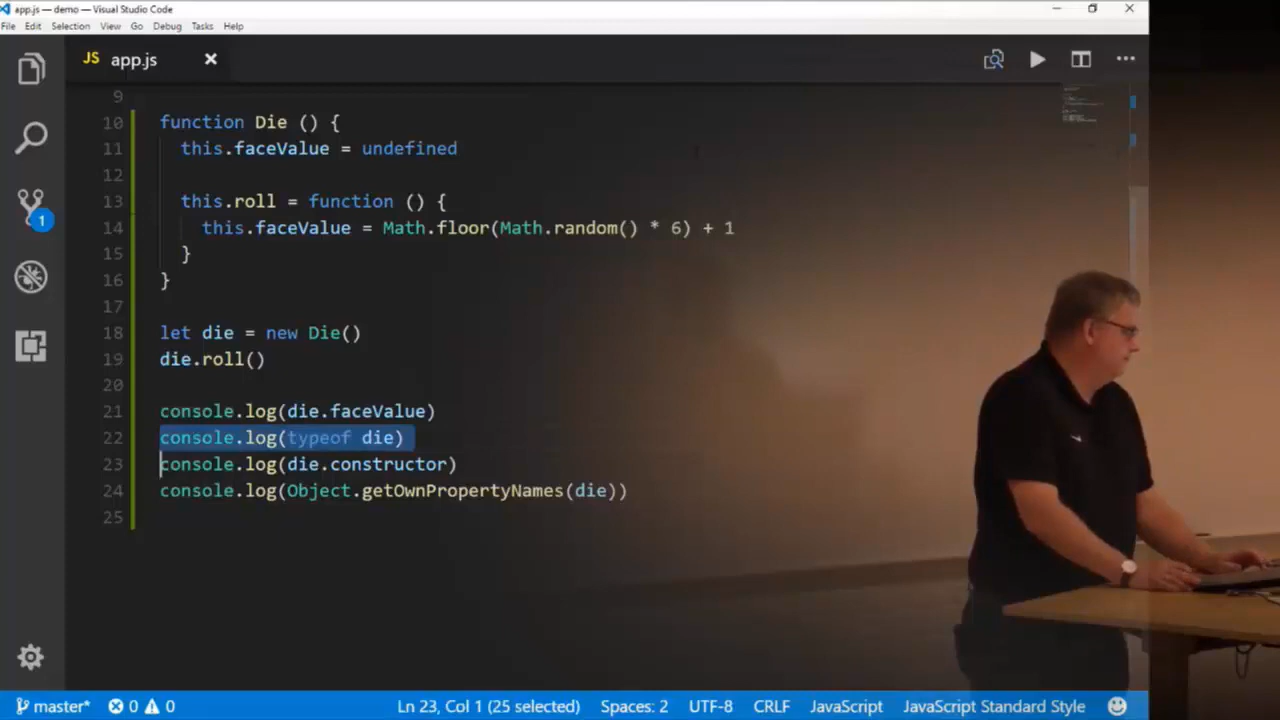 app.js — demo — Visual Studio Code
File Edit Selection View Go Debug Tasks Help
JS app.js
9
10 function Die () {
11 this.faceValue = undefined
12
13 this.roll = function () {
14 this.faceValue = Math.floor(Math.random() * 6) + 1
15 }
16 }
17
18 let die = new Die()
19 die.roll()
20
21 console.log(die.faceValue)
22 console.log(typeof die)
23 console.log(die.constructor)
24 console.log(Object.getOwnPropertyNames(die))
25
1
master* 0 0 Ln 23, Col 1 (25 selected) Spaces: 2 UTF-8 CRLF JavaScript JavaScript Standard Style